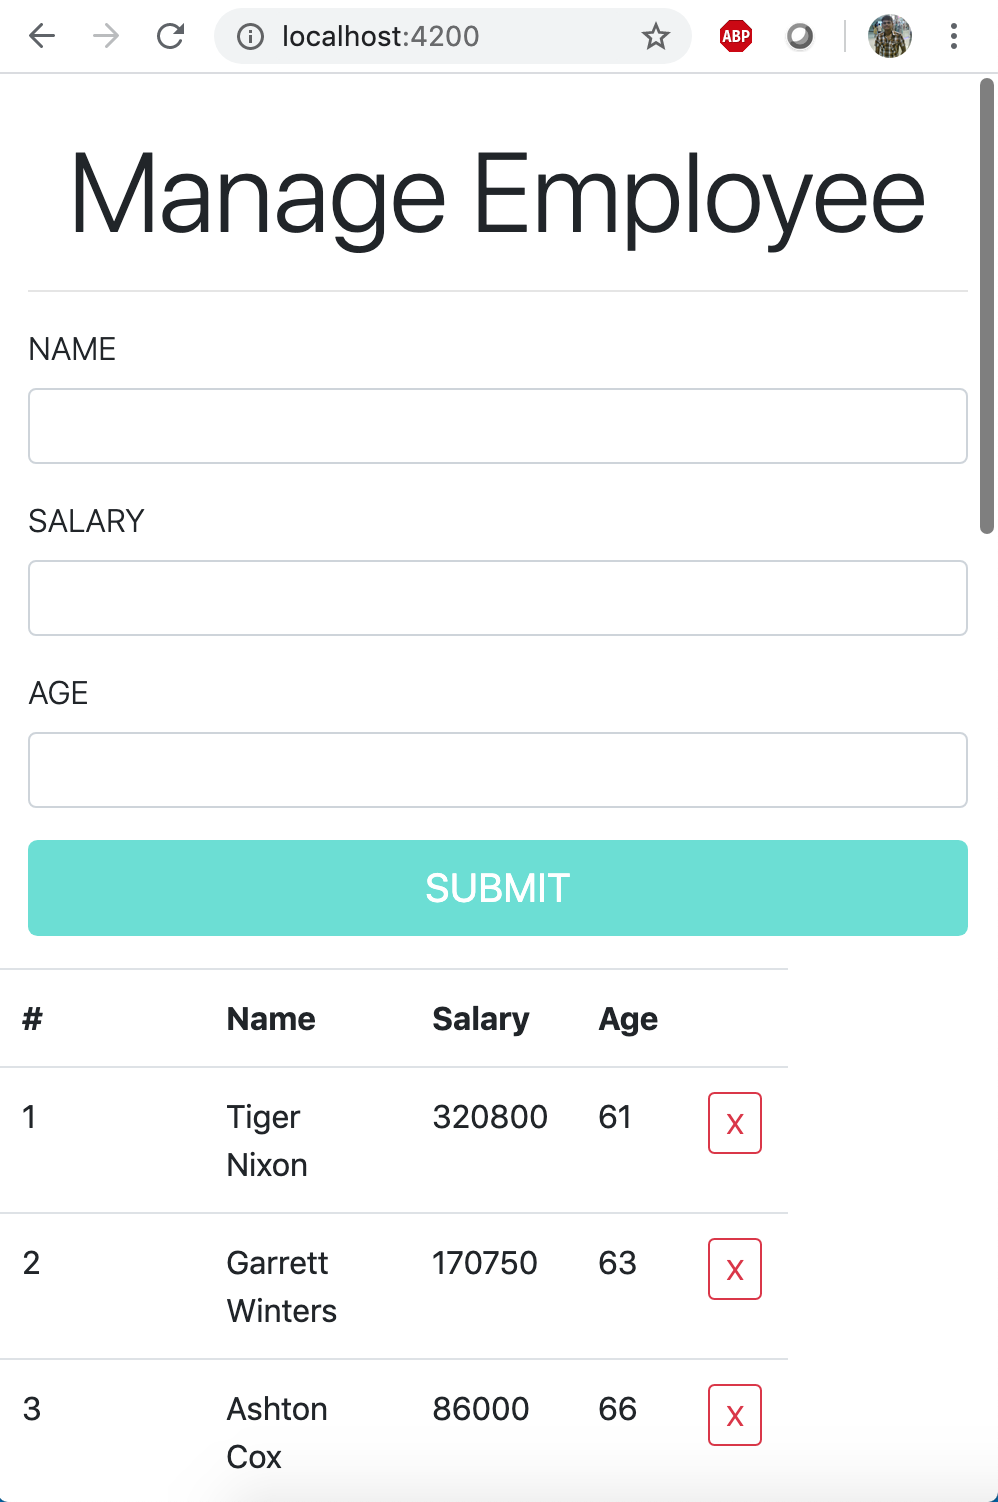 localhost:4200
ABP
Manage Employee
NAME
SALARY
AGE
SUBMIT
# Name Salary Age
1 Tiger Nixon 320800 61 X
2 Garrett Winters 170750 63 X
3 Ashton Cox 86000 66 X